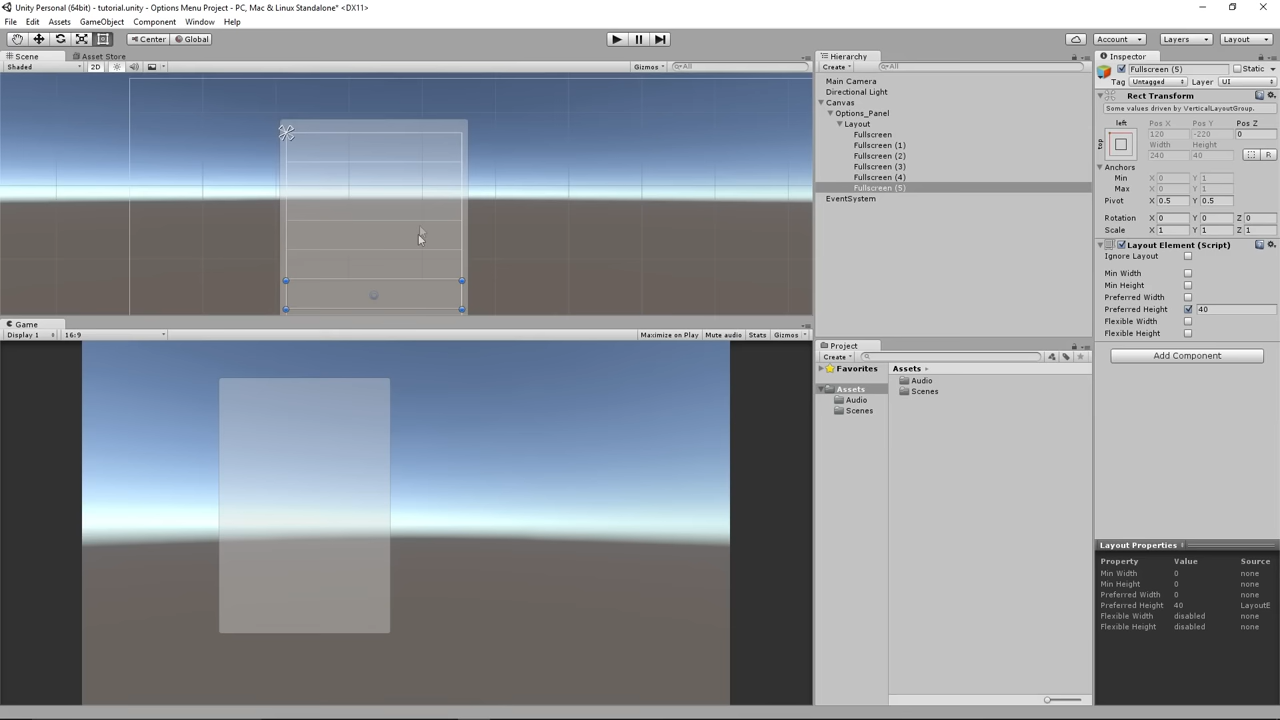 Unity Personal (64bit) - tutorial.unity - Options Menu Project - PC, Mac & Linux Standalone* <DX11>
File Edit Assets GameObject Component Window Help
Center Global Account Layers Layout
Scene Asset Store
Shaded 2D Gizmos All
Game
Display 1 16:9 Maximize on Play Mute audio Stats Gizmos
Hierarchy
Create All
Main Camera
Directional Light
Canvas
Options_Panel
Layout
Fullscreen
Fullscreen (1)
Fullscreen (2)
Fullscreen (3)
Fullscreen (4)
Fullscreen (5)
EventSystem
Project
Create
Favorites
Assets
Audio
Scenes
Assets
Audio
Scenes
Inspector
Fullscreen (5) Static
Tag Untagged Layer UI
Rect Transform
Some values driven by VerticalLayoutGroup.
left Pos X Pos Y Pos Z
top 120 -220 0
Width Height
240 40 R
Anchors
Min X 0 Y 1
Max X 0 Y 1
Pivot X 0.5 Y 0.5
Rotation X 0 Y 0 Z 0
Scale X 1 Y 1 Z 1
Layout Element (Script)
Ignore Layout
Min Width
Min Height
Preferred Width
Preferred Height 40
Flexible Width
Flexible Height
Add Component
Layout Properties
Property Value Source
Min Width 0 none
Min Height 0 none
Preferred Width 0 none
Preferred Height 40 LayoutE
Flexible Width disabled none
Flexible Height disabled none